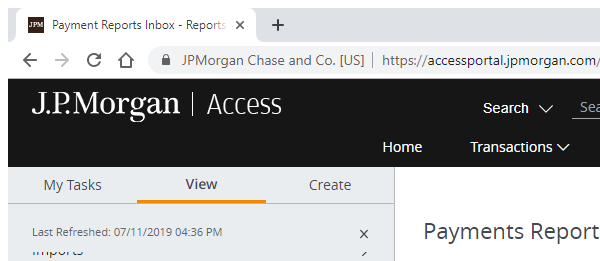 JPM Payment Reports Inbox - Reports
JPMorgan Chase and Co. [US] https://accessportal.jpmorgan.com/
J.P.Morgan Access
Search
Sea
Home Transactions
My Tasks View Create
Last Refreshed: 07/11/2019 04:36 PM
Imports
Payments Report